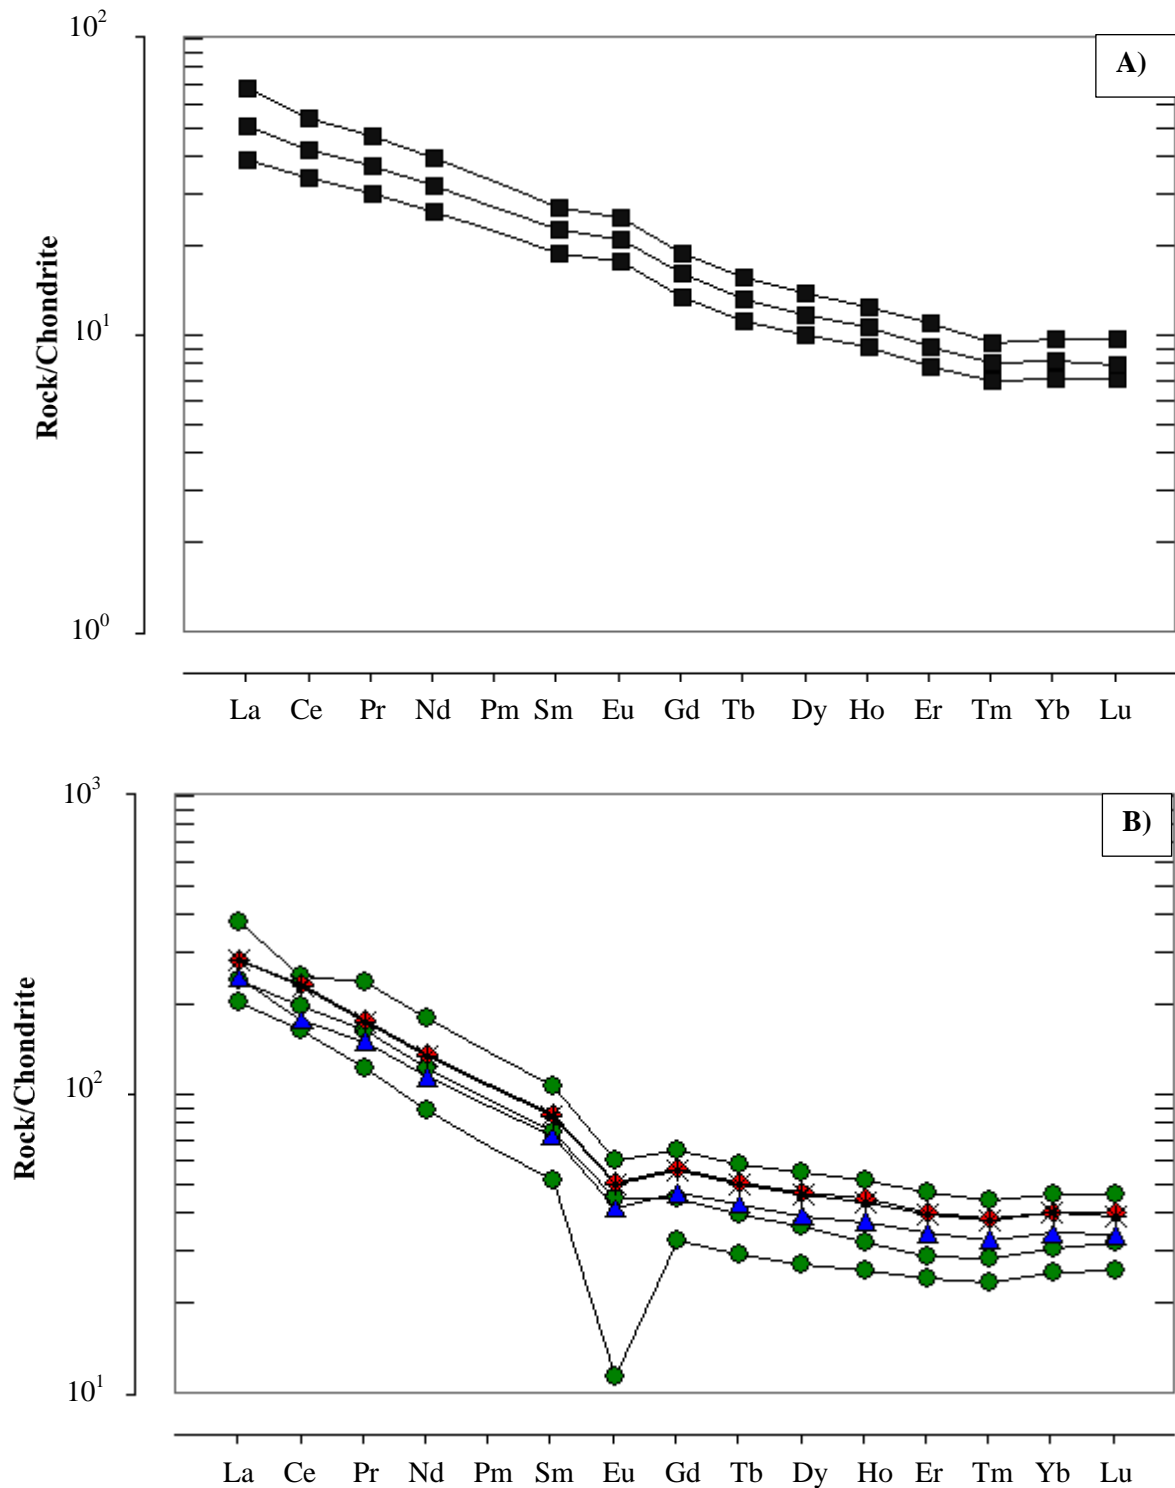 10²
A)
Rock/Chondrite
10¹
10⁰
La Ce Pr Nd Pm Sm Eu Gd Tb Dy Ho Er Tm Yb Lu
10³
B)
Rock/Chondrite
10²
10¹
La Ce Pr Nd Pm Sm Eu Gd Tb Dy Ho Er Tm Yb Lu